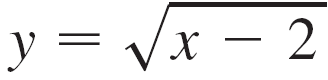 y = √(x − 2)